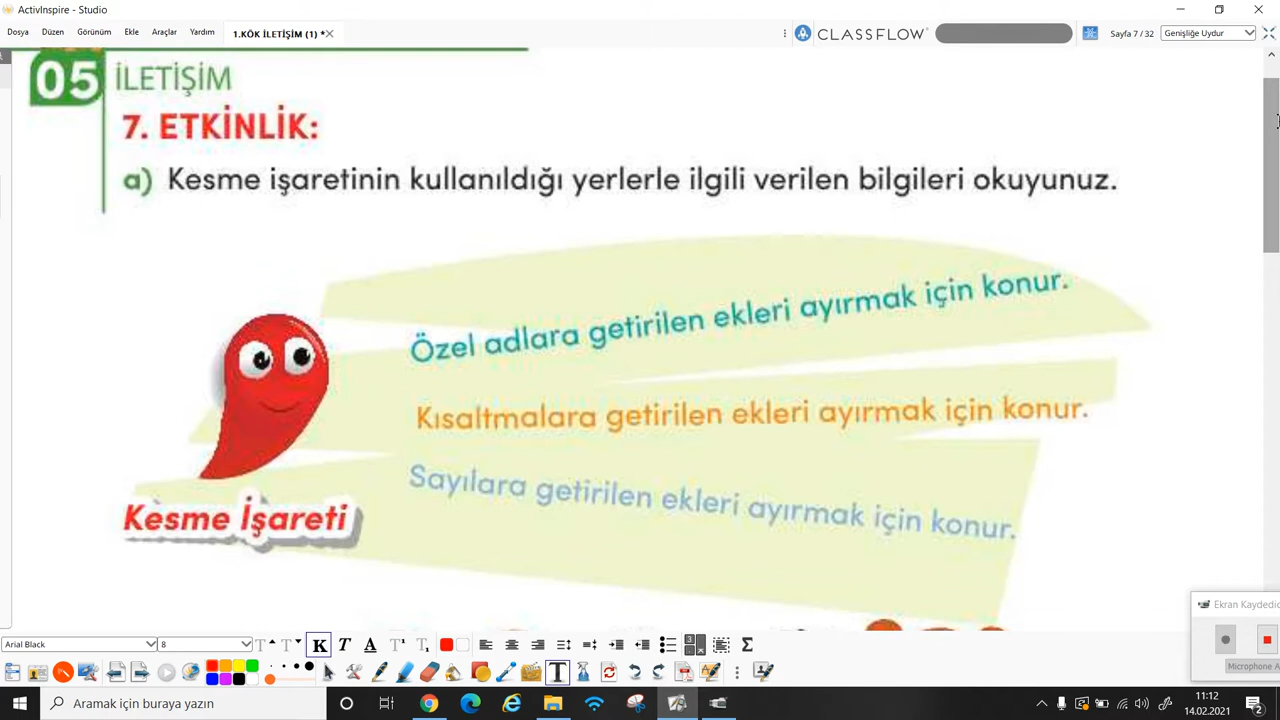 ActivInspire - Studio
Dosya Düzen Görünüm Ekle Araçlar Yardım
1.KÖK İLETİŞİM (1) *
CLASSFLOW
Sayfa 7 / 32
Genişliğe Uydur
05 İLETİŞİM
7. ETKİNLİK:
a) Kesme işaretinin kullanıldığı yerlerle ilgili verilen bilgileri okuyunuz.
Özel adlara getirilen ekleri ayırmak için konur.
Kısaltmalara getirilen ekleri ayırmak için konur.
Sayılara getirilen ekleri ayırmak için konur.
Kesme İşareti
Ekran Kaydedic
Microphone A
Arial Black 8
K T A
Aramak için buraya yazın
11:12
14.02.2021
2